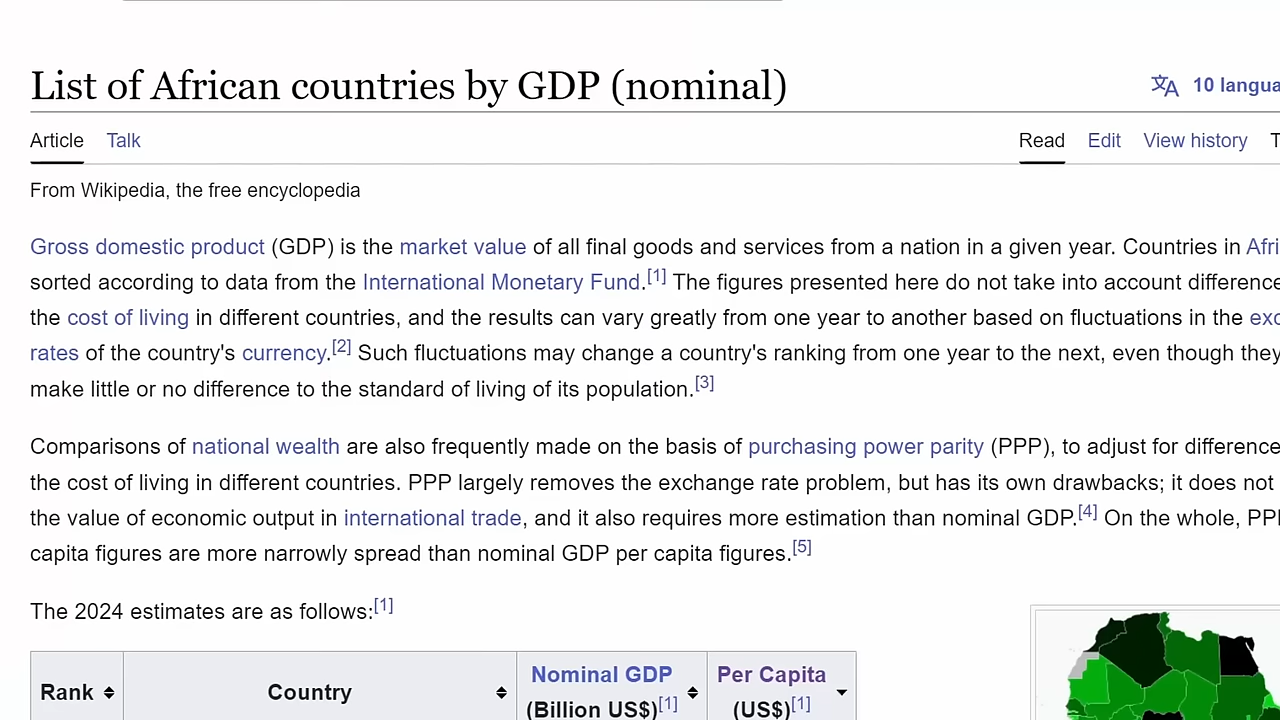 List of African countries by GDP (nominal)
10 langua
Article Talk Read Edit View history T
From Wikipedia, the free encyclopedia
Gross domestic product (GDP) is the market value of all final goods and services from a nation in a given year. Countries in Afri
sorted according to data from the International Monetary Fund.[1] The figures presented here do not take into account difference
the cost of living in different countries, and the results can vary greatly from one year to another based on fluctuations in the exc
rates of the country's currency.[2] Such fluctuations may change a country's ranking from one year to the next, even though they
make little or no difference to the standard of living of its population.[3]
Comparisons of national wealth are also frequently made on the basis of purchasing power parity (PPP), to adjust for difference
the cost of living in different countries. PPP largely removes the exchange rate problem, but has its own drawbacks; it does not
the value of economic output in international trade, and it also requires more estimation than nominal GDP.[4] On the whole, PPP
capita figures are more narrowly spread than nominal GDP per capita figures.[5]
The 2024 estimates are as follows:[1]
Rank
Country
Nominal GDP
(Billion US$)[1]
Per Capita
(US$)[1]